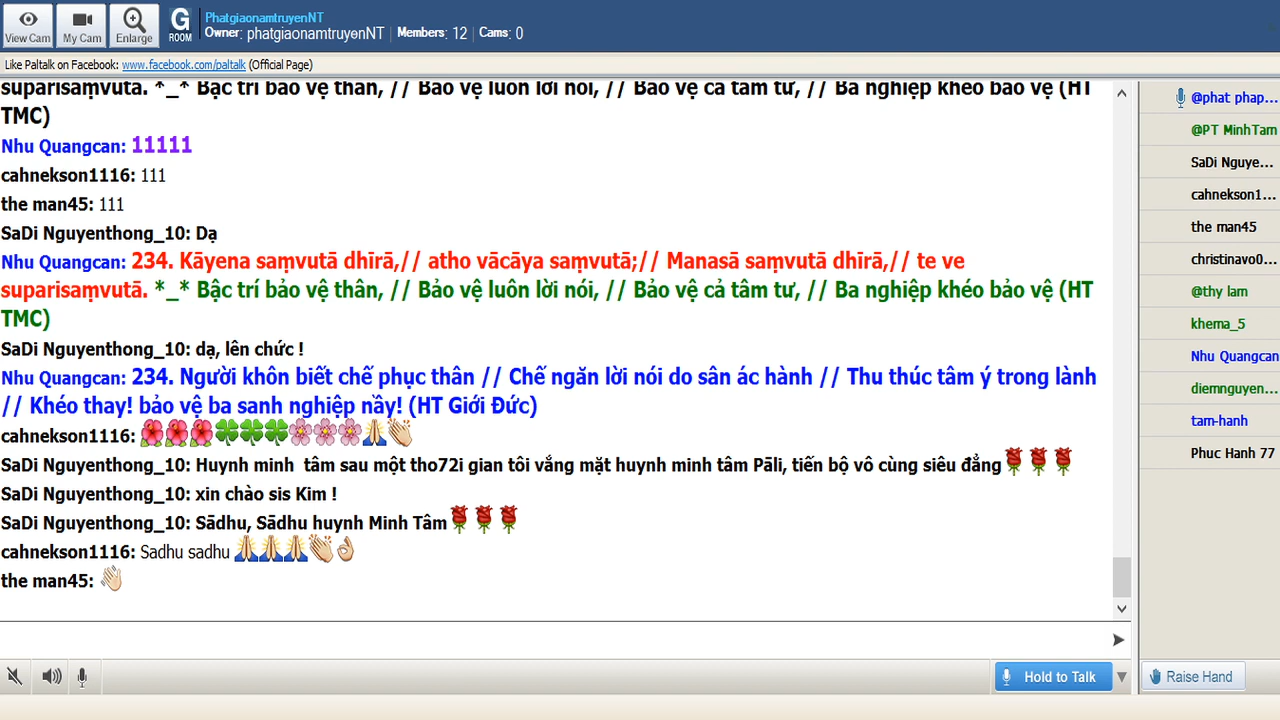 View Cam
My Cam
Enlarge
G
ROOM
PhatgiaonamtruyenNT
Owner: phatgiaonamtruyenNT | Members: 12 | Cams: 0
Like Paltalk on Facebook: www.facebook.com/paltalk (Official Page)
suparisaṃvutā. *_* Bậc trí bảo vệ thân, // Bảo vệ luôn lời nói, // Bảo vệ cả tâm tư, // Ba nghiệp khéo bảo vệ (HT
TMC)
Nhu Quangcan: 11111
cahnekson1116: 111
the man45: 111
SaDi Nguyenthong_10: Dạ
Nhu Quangcan: 234. Kāyena saṃvutā dhīrā,// atho vācāya saṃvutā;// Manasā saṃvutā dhīrā,// te ve
suparisaṃvutā. *_* Bậc trí bảo vệ thân, // Bảo vệ luôn lời nói, // Bảo vệ cả tâm tư, // Ba nghiệp khéo bảo vệ (HT
TMC)
SaDi Nguyenthong_10: dạ, lên chức !
Nhu Quangcan: 234. Người khôn biết chế phục thân // Chế ngăn lời nói do sân ác hành // Thu thúc tâm ý trong lành
// Khéo thay! bảo vệ ba sanh nghiệp nầy! (HT Giới Đức)
cahnekson1116: 🌺🌺🌺🍀🍀🍀🌸🌸🌸🙏👏
SaDi Nguyenthong_10: Huynh minh  tâm sau một tho72i gian tôi vắng mặt huynh minh tâm Pāli, tiến bộ vô cùng siêu đẳng🌹🌹🌹
SaDi Nguyenthong_10: xin chào sis Kim !
SaDi Nguyenthong_10: Sādhu, Sādhu huynh Minh Tâm🌹🌹🌹
cahnekson1116: Sadhu sadhu 🙏🙏🙏👏👌
the man45: 👋
@phat phap...
@PT MinhTam
SaDi Nguye...
cahnekson1...
the man45
christinavo0...
@thy lam
khema_5
Nhu Quangcan
diemnguyen...
tam-hanh
Phuc Hanh 77
Hold to Talk
Raise Hand